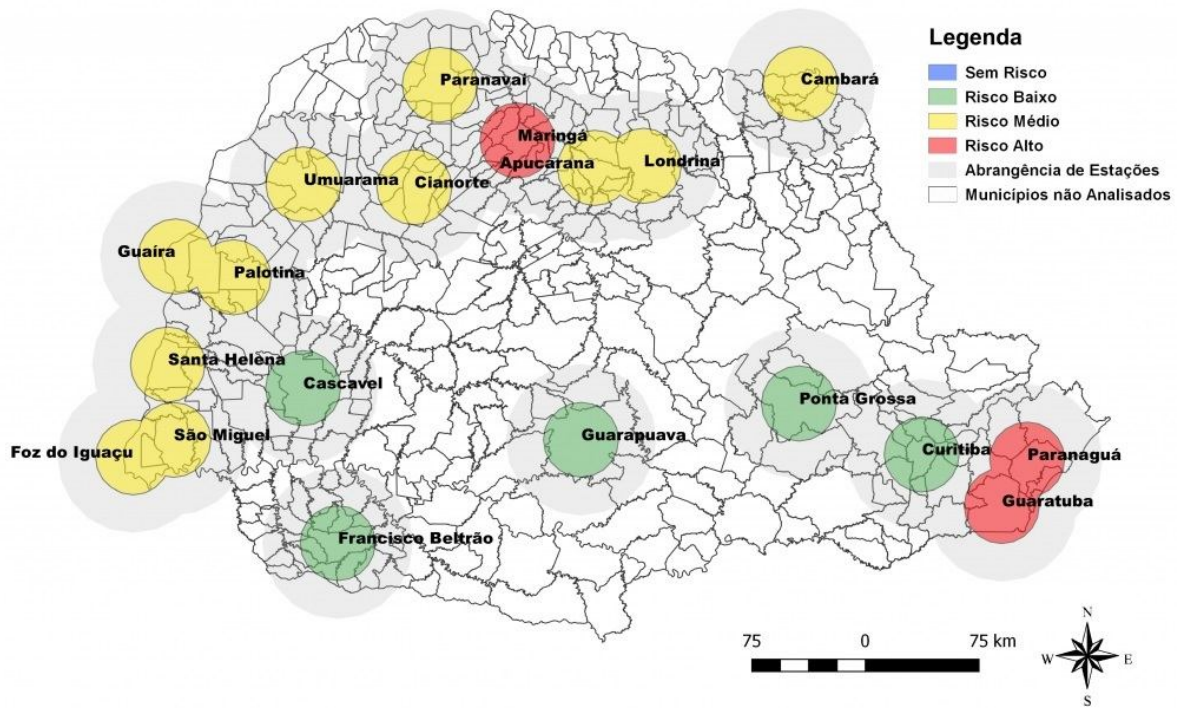 Legenda
Sem Risco
Risco Baixo
Risco Médio
Risco Alto
Abrangência de Estações
Municípios não Analisados
Paranavaí
Cambará
Maringá
Apucarana
Londrina
Umuarama
Cianorte
Guaíra
Palotina
Santa Helena
Cascavel
Ponta Grossa
São Miguel
Guarapuava
Foz do Iguaçu
Curitiba
Paranaguá
Guaratuba
Francisco Beltrão
75 0 75 km
N
W E
S